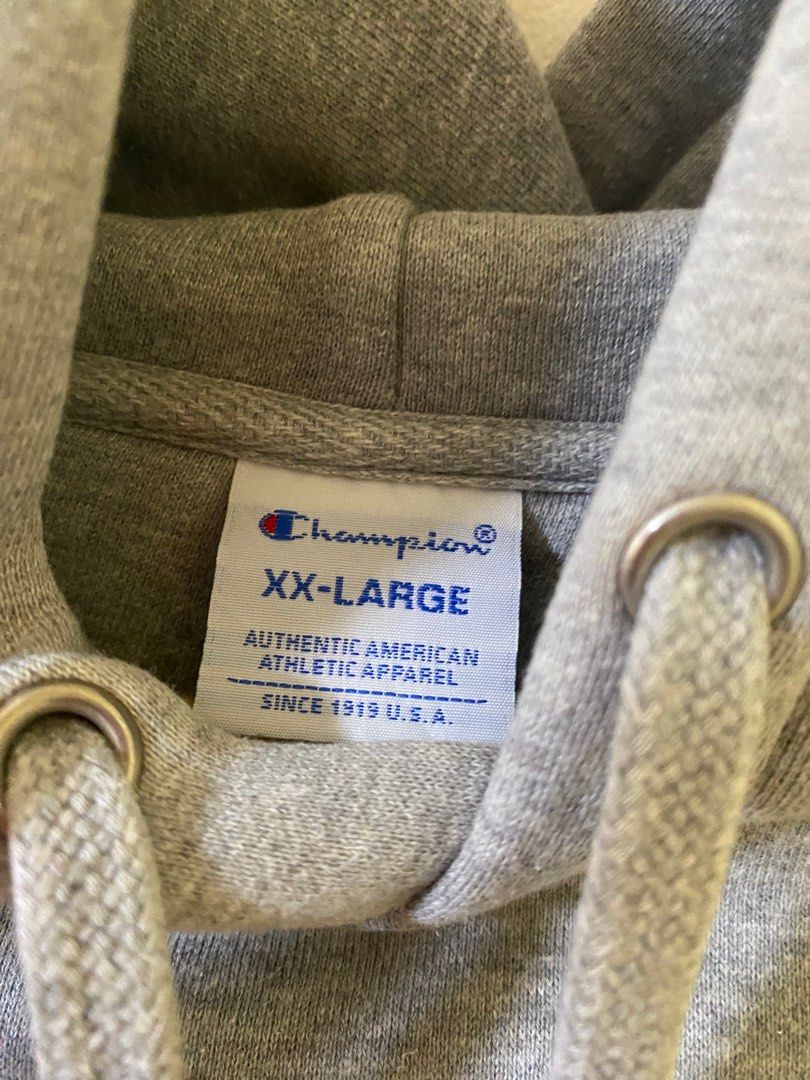 Champion®
XX-LARGE
AUTHENTIC AMERICAN
ATHLETIC APPAREL
SINCE 1919 U.S.A.